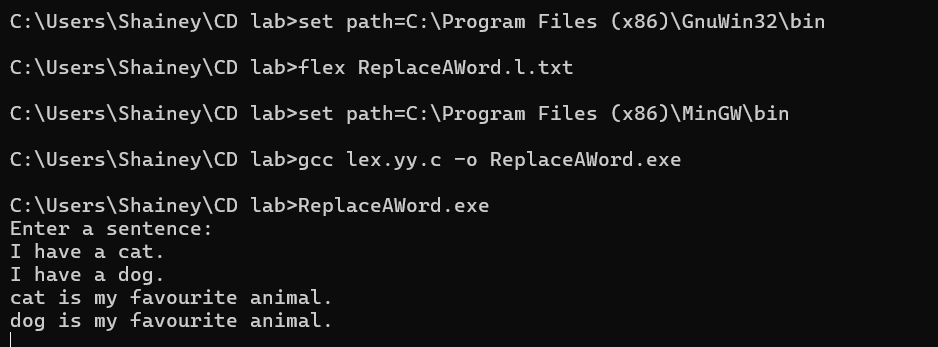 C:\Users\Shainey\CD lab>set path=C:\Program Files (x86)\GnuWin32\bin
C:\Users\Shainey\CD lab>flex ReplaceAWord.l.txt
C:\Users\Shainey\CD lab>set path=C:\Program Files (x86)\MinGW\bin
C:\Users\Shainey\CD lab>gcc lex.yy.c -o ReplaceAWord.exe
C:\Users\Shainey\CD lab>ReplaceAWord.exe
Enter a sentence:
I have a cat.
I have a dog.
cat is my favourite animal.
dog is my favourite animal.